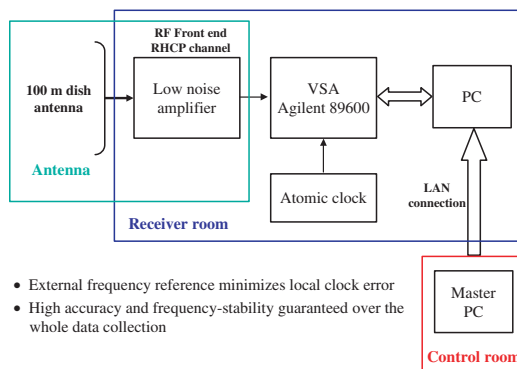 RF Front end
RHCP channel
100 m dish
antenna
Low noise
amplifier
VSA
Agilent 89600
PC
Antenna
Atomic clock
LAN
connection
Receiver room
• External frequency reference minimizes local clock error
• High accuracy and frequency-stability guaranteed over the
whole data collection
Master
PC
Control room